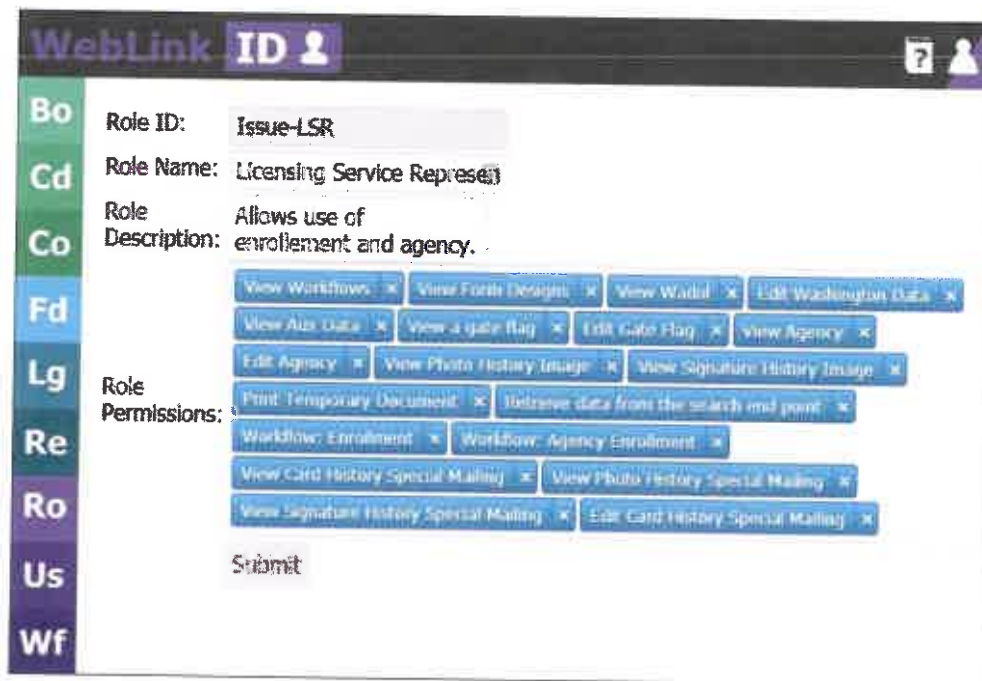 WebLink ID
?
Bo
Cd
Co
Fd
Lg
Re
Ro
Us
Wf
Role ID: Issue-LSR
Role Name: Licensing Service Represen
Role Description: Allows use of
enrollement and agency.
Role Permissions:
View Workflows × View Form Designs × View Wadol × Edit Washington Data ×
View Aux Data × View a gate flag × Edit Gate Flag × View Agency ×
Edit Agency × View Photo History Image × View Signature History Image ×
Print Temporary Document × Retrieve data from the search end point ×
Workflow: Enrollment × Workflow: Agency Enrollment ×
View Card History Special Mailing × View Photo History Special Mailing ×
View Signature History Special Mailing × Edit Card History Special Mailing ×
Submit